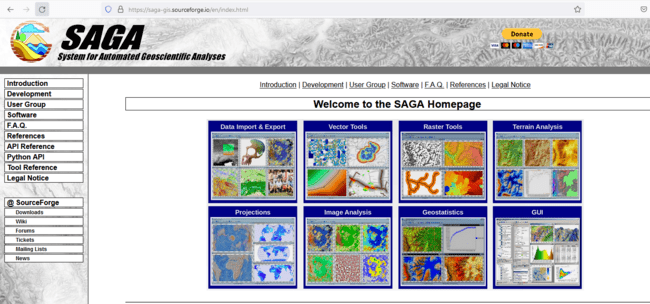 https://saga-gis.sourceforge.io/en/index.html
SAGA
System for Automated Geoscientific Analyses
Donate
VISA
Introduction
Development
User Group
Software
F.A.Q.
References
API Reference
Python API
Tool Reference
Legal Notice
@ SourceForge
Downloads
Wiki
Forums
Tickets
Mailing Lists
News
Introduction | Development | User Group | Software | F.A.Q. | References | Legal Notice
Welcome to the SAGA Homepage
Data Import & Export
Vector Tools
Raster Tools
Terrain Analysis
Projections
Image Analysis
Geostatistics
GUI